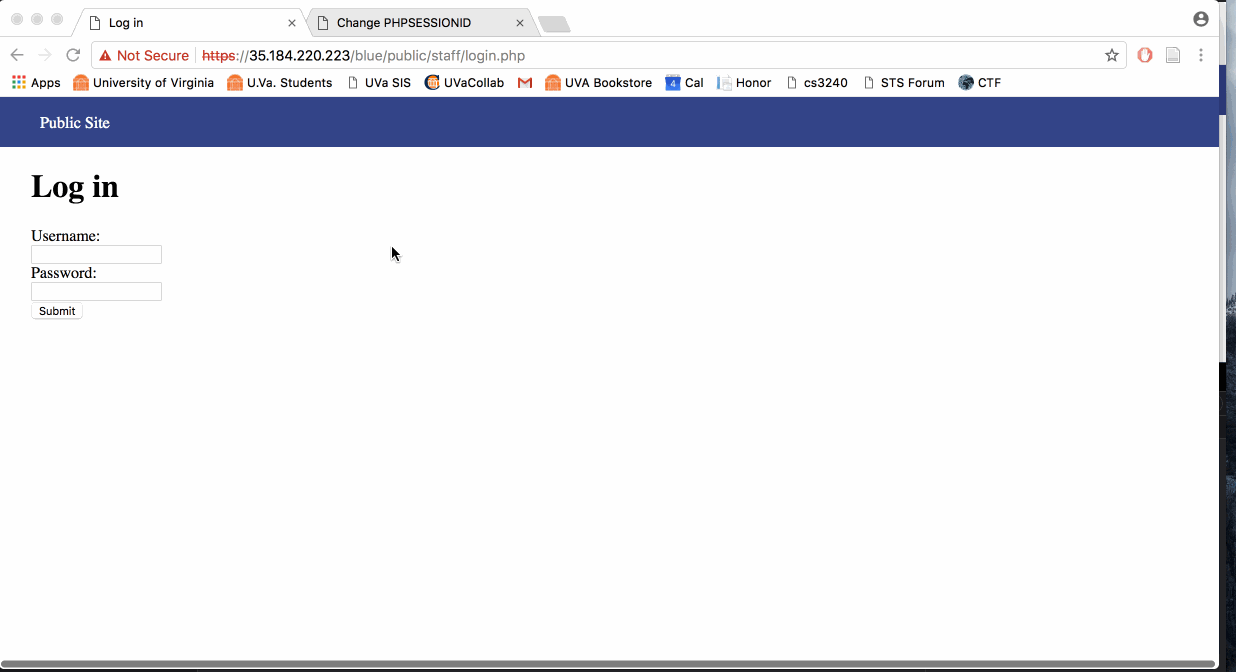 Log in
Change PHPSESSIONID
Not Secure https://35.184.220.223/blue/public/staff/login.php
Apps University of Virginia U.Va. Students UVa SIS UVaCollab UVA Bookstore 4 Cal Honor cs3240 STS Forum CTF
Public Site
Log in
Username:
Password:
Submit